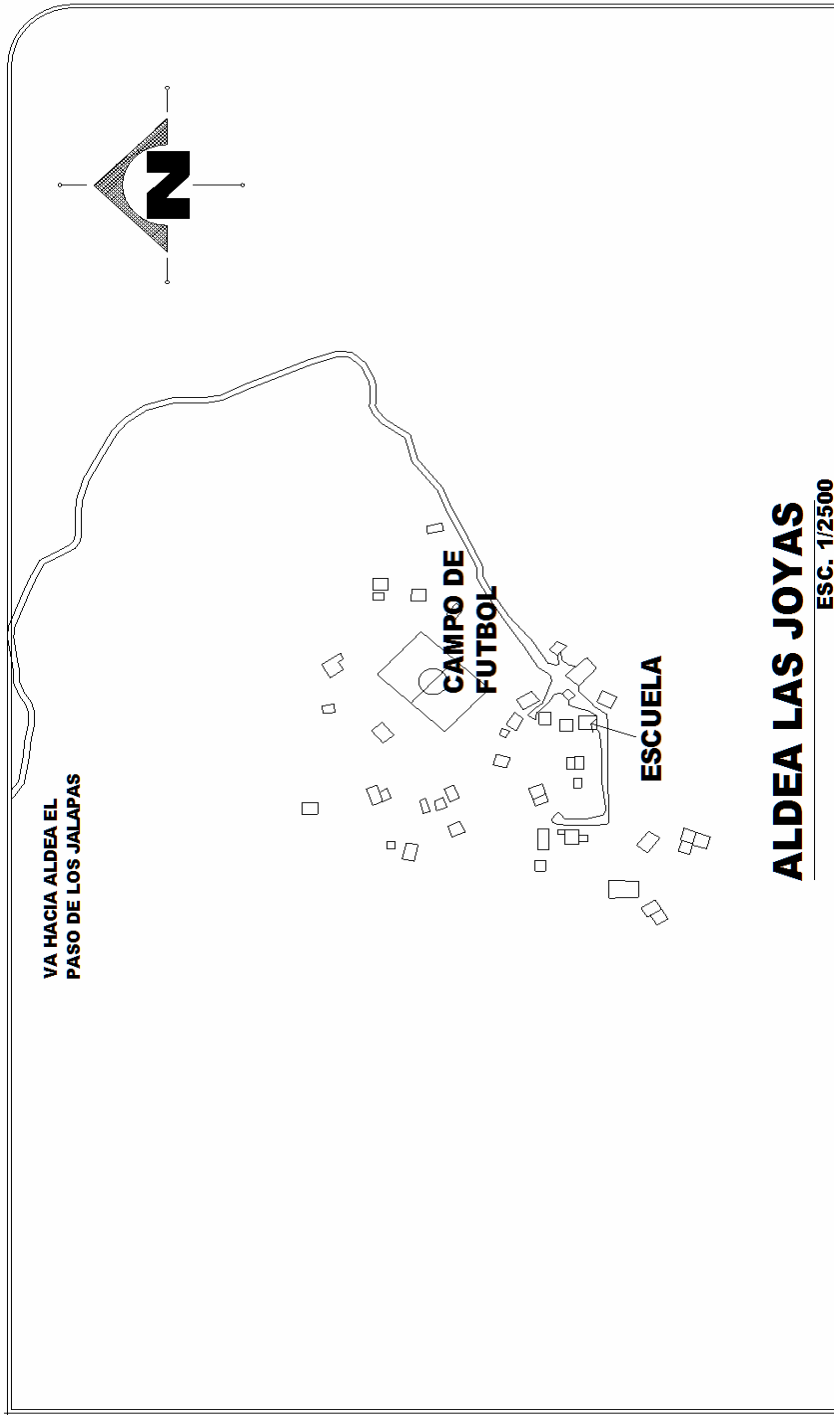 N
VA HACIA ALDEA EL
PASO DE LOS JALAPAS
CAMPO DE
FUTBOL
ESCUELA
ALDEA LAS JOYAS
ESC. 1/2500